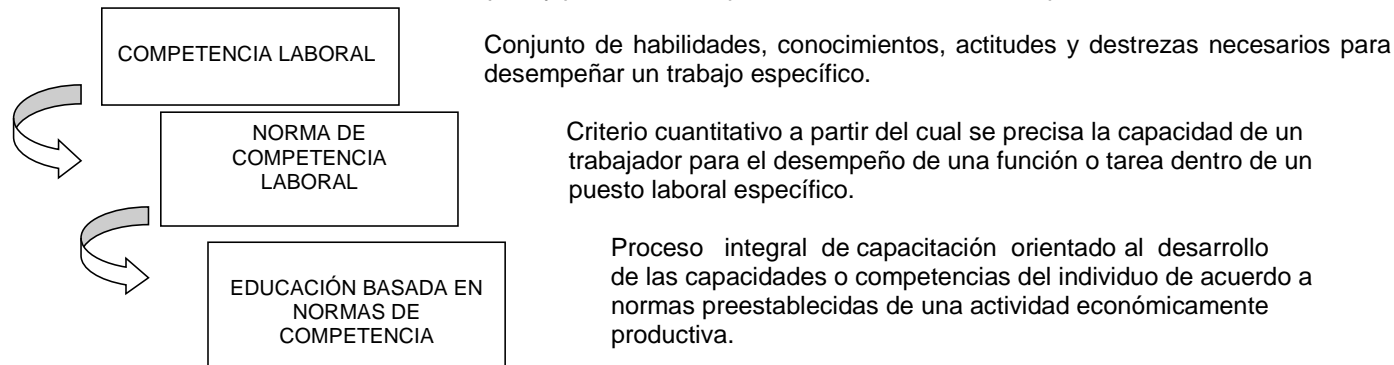 COMPETENCIA LABORAL
Conjunto de habilidades, conocimientos, actitudes y destrezas necesarios para
desempeñar un trabajo específico.
NORMA DE
COMPETENCIA
LABORAL
Criterio cuantitativo a partir del cual se precisa la capacidad de un
trabajador para el desempeño de una función o tarea dentro de un
puesto laboral específico.
EDUCACIÓN BASADA EN
NORMAS DE
COMPETENCIA
Proceso integral de capacitación orientado al desarrollo
de las capacidades o competencias del individuo de acuerdo a
normas preestablecidas de una actividad económicamente
productiva.